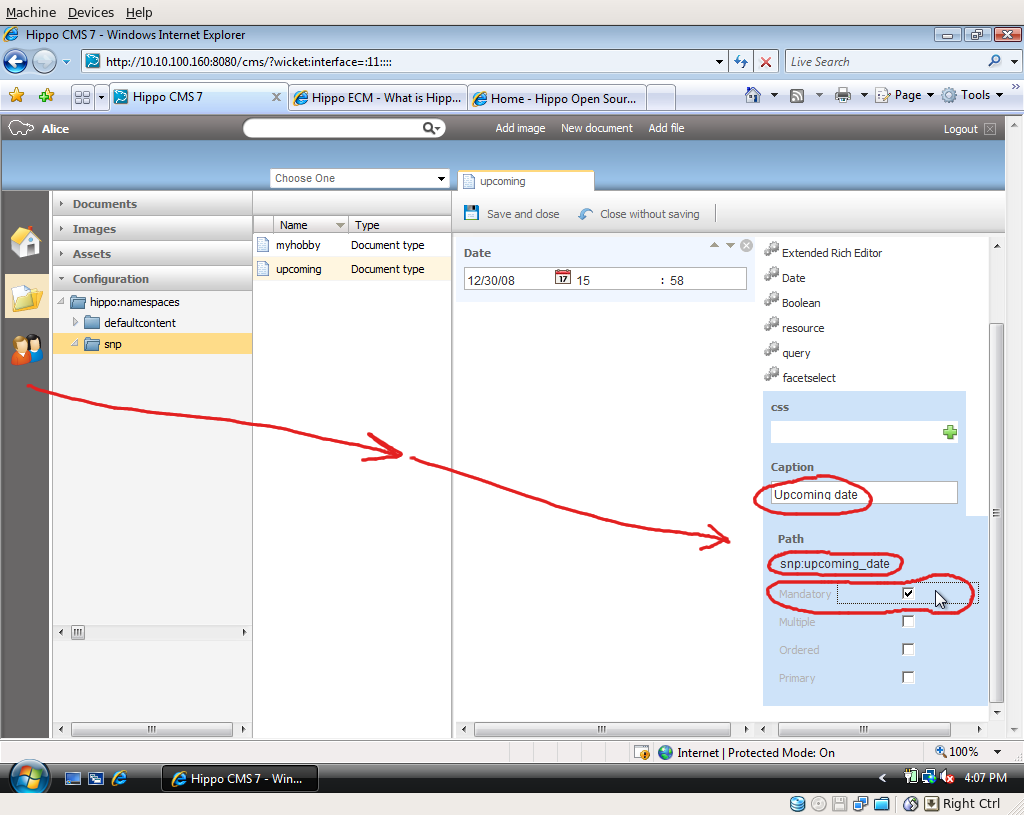 Machine Devices Help
Hippo CMS 7 - Windows Internet Explorer
http://10.10.100.160:8080/cms/?wicket:interface=:11::::
Live Search
Hippo CMS 7
Hippo ECM - What is Hipp...
Home - Hippo Open Sour...
Page
Tools
Alice
Add image New document Add file
Logout
Choose One
upcoming
Documents
Images
Assets
Configuration
hippo:namespaces
defaultcontent
snp
Name Type
myhobby Document type
upcoming Document type
Save and close Close without saving
Date
12/30/08 17 15 : 58
Extended Rich Editor
Date
Boolean
resource
query
facetselect
css
Caption
Upcoming date
Path
snp:upcoming_date
Mandatory
Multiple
Ordered
Primary
Internet | Protected Mode: On
100%
Hippo CMS 7 - Win...
4:07 PM
Right Ctrl